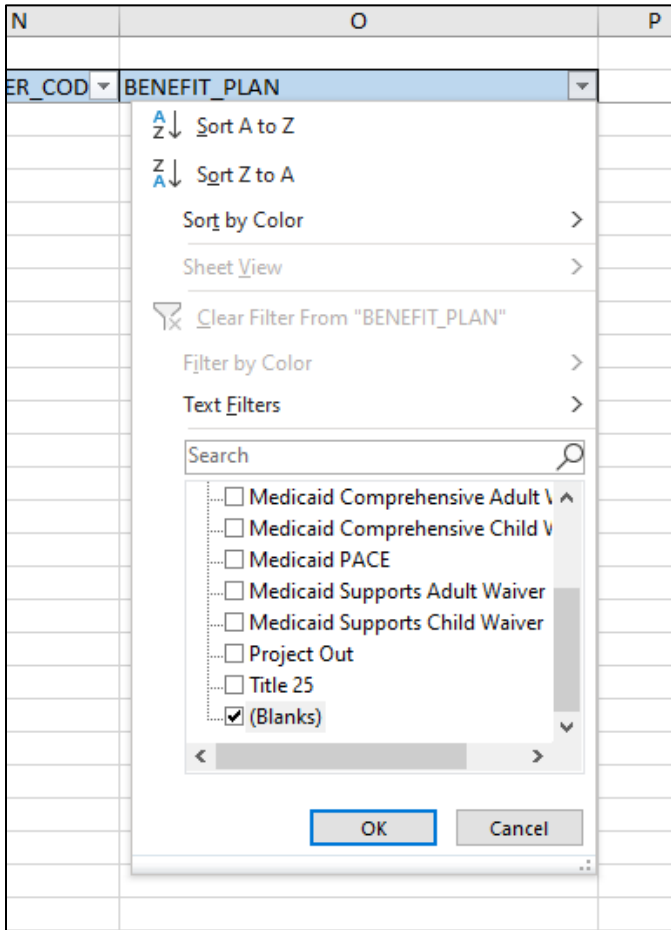 N O P
ER_COD BENEFIT_PLAN
A Z Sort A to Z
Z A Sort Z to A
Sort by Color
Sheet View
Clear Filter From "BENEFIT_PLAN"
Filter by Color
Text Filters
Search
Medicaid Comprehensive Adult
Medicaid Comprehensive Child
Medicaid PACE
Medicaid Supports Adult Waiver
Medicaid Supports Child Waiver
Project Out
Title 25
(Blanks)
OK Cancel